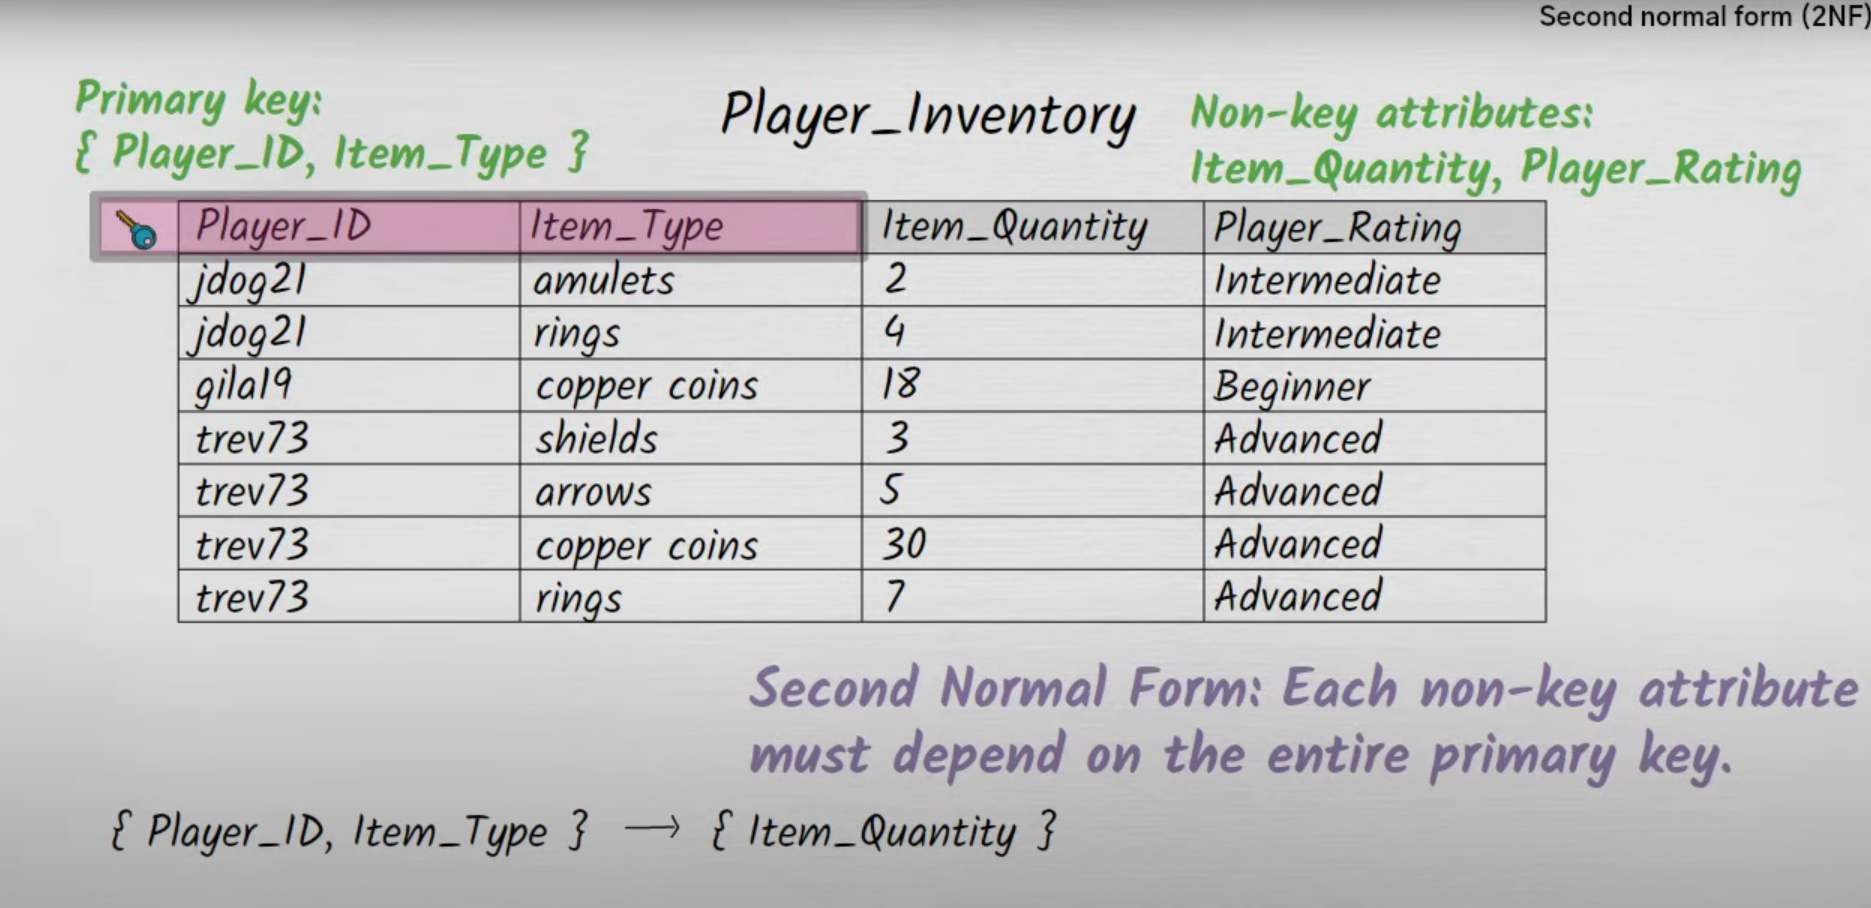 Second normal form (2NF)
Primary key:
{ Player_ID, Item_Type }
Player_Inventory
Non-key attributes:
Item_Quantity, Player_Rating
Player_ID Item_Type Item_Quantity Player_Rating
jdog21 amulets 2 Intermediate
jdog21 rings 4 Intermediate
gila19 copper coins 18 Beginner
trev73 shields 3 Advanced
trev73 arrows 5 Advanced
trev73 copper coins 30 Advanced
trev73 rings 7 Advanced
Second Normal Form: Each non-key attribute
must depend on the entire primary key.
{ Player_ID, Item_Type } → { Item_Quantity }